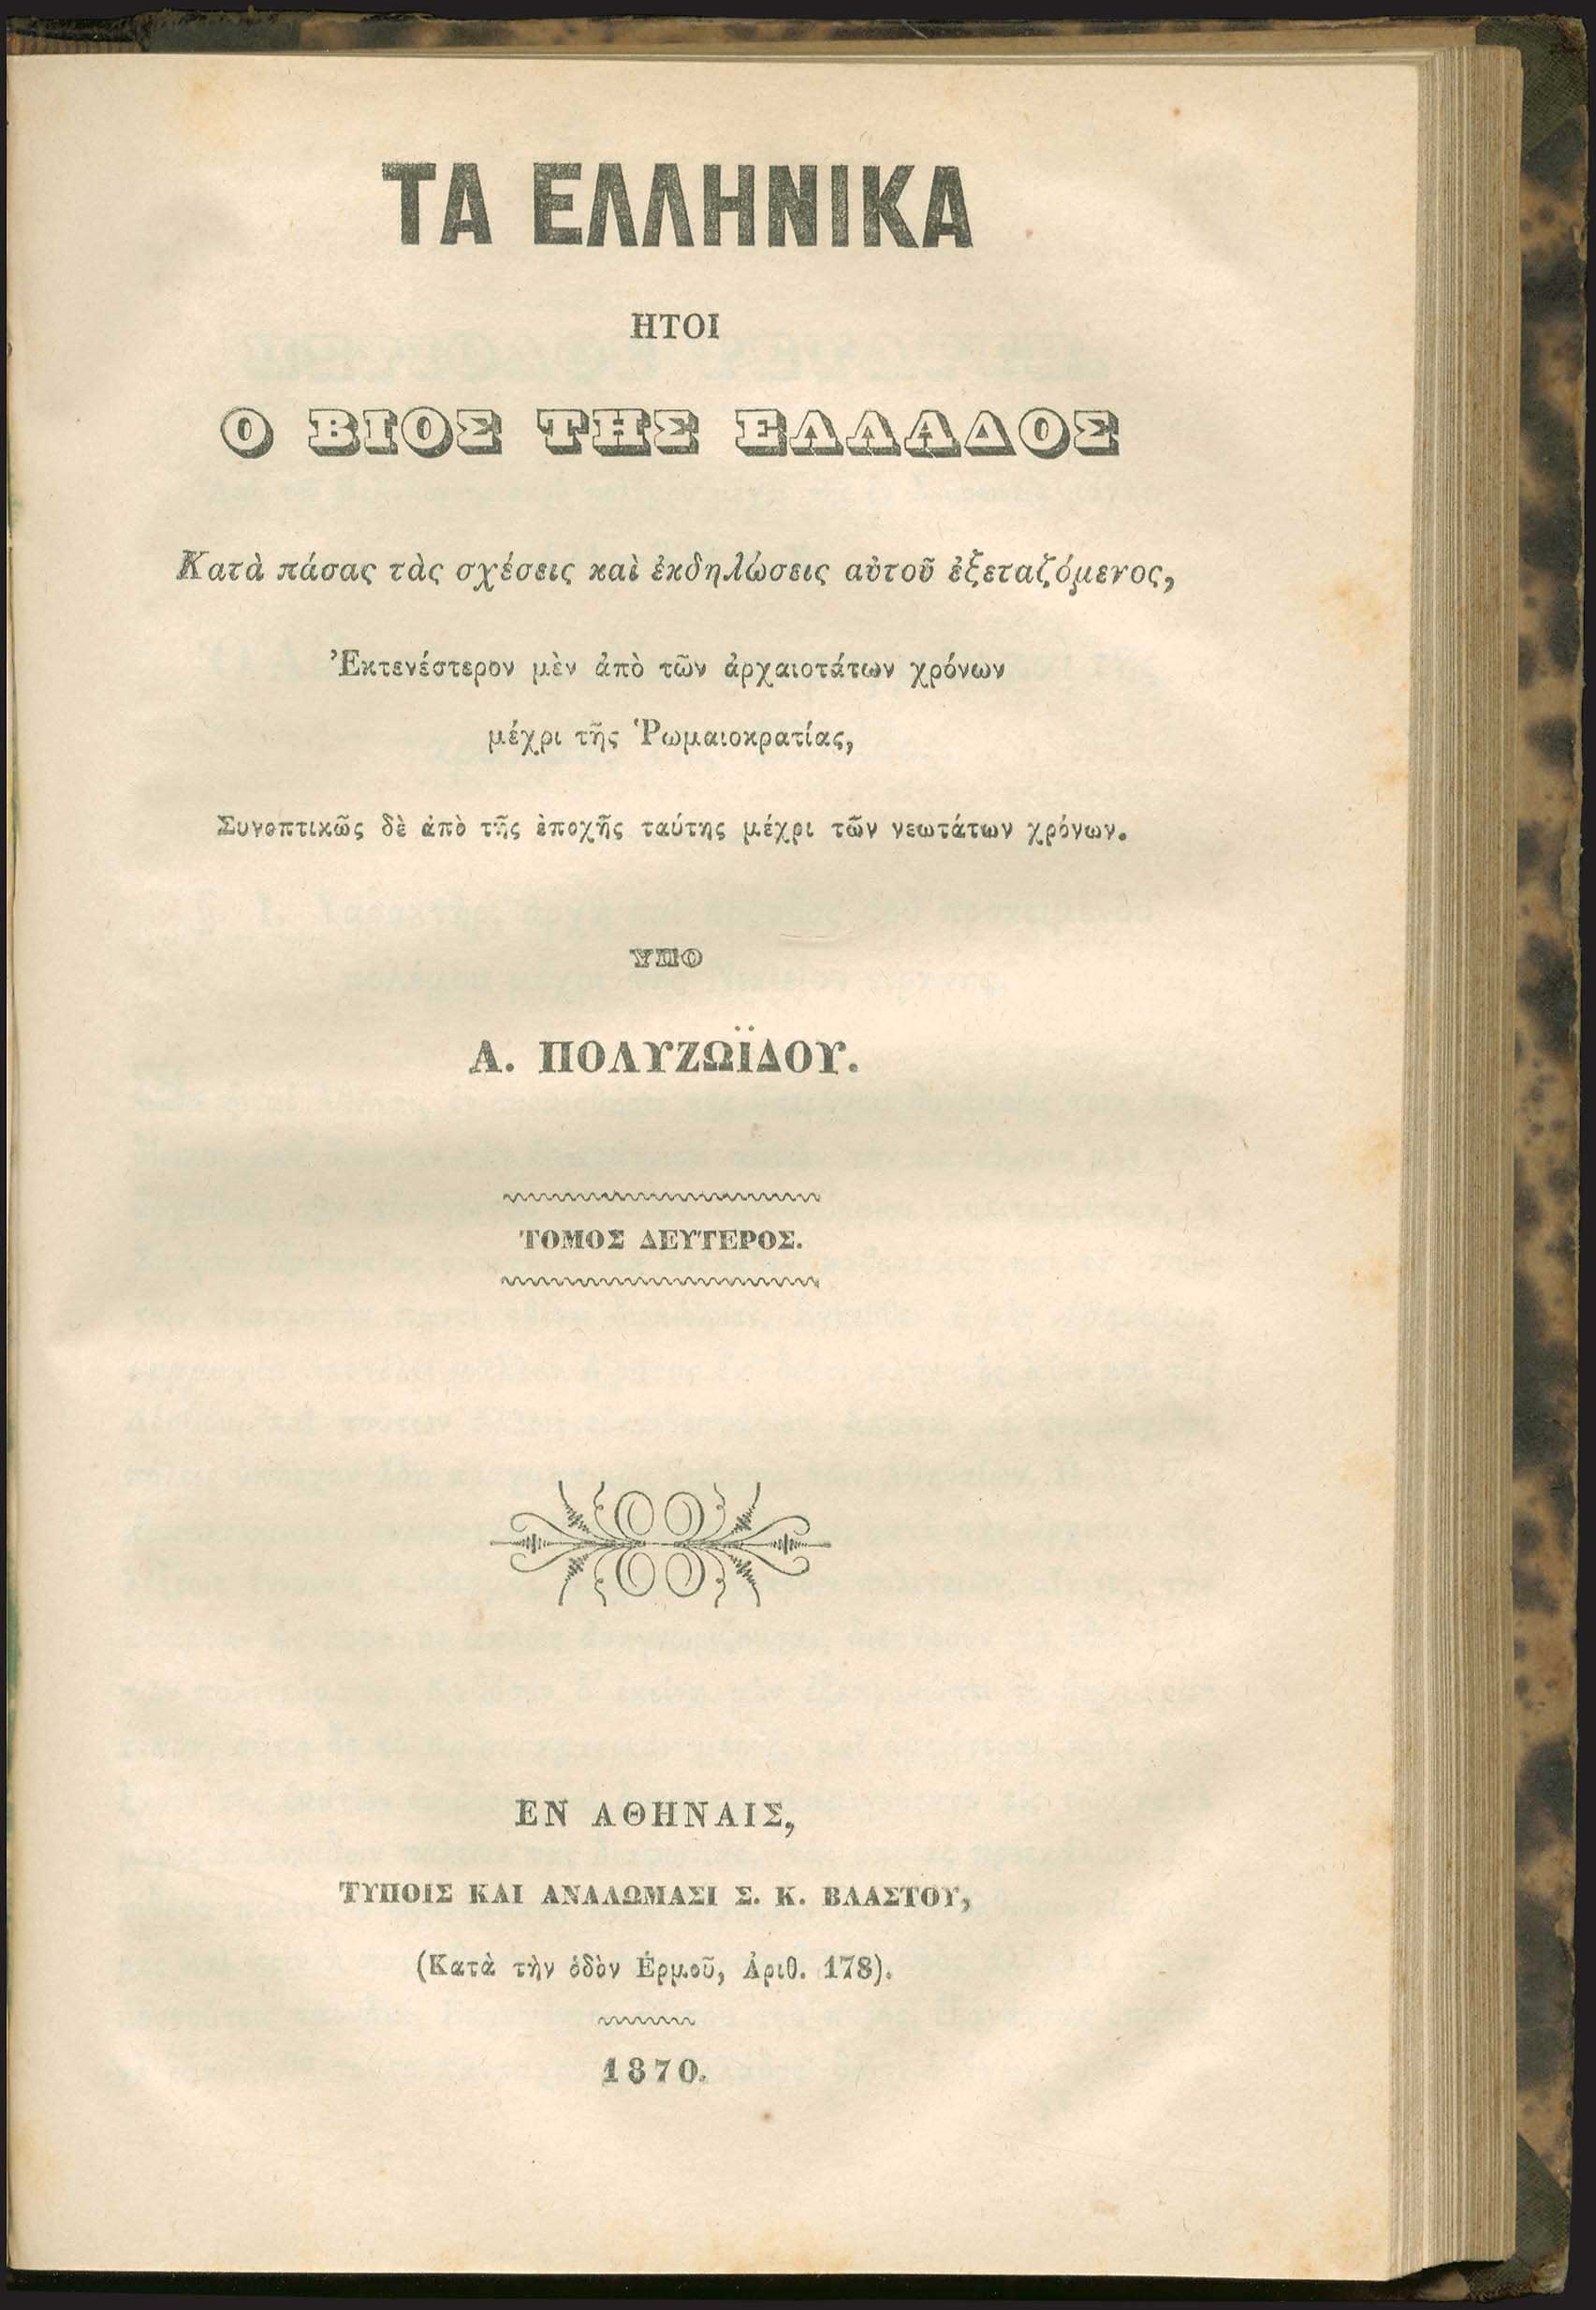 ΤΑ ΕΛΛΗΝΙΚΑ
ΗΤΟΙ
Ο ΒΙΟΣ ΤΗΣ ΕΛΛΑΔΟΣ
Κατὰ πάσας τὰς σχέσεις καὶ ἐκδηλώσεις αὐτοῦ ἐξεταζόμενος,
Ἐκτενέστερον μὲν ἀπὸ τῶν ἀρχαιοτάτων χρόνων
μέχρι τῆς Ῥωμαιοκρατίας,
Συνοπτικῶς δὲ ἀπὸ τῆς ἐποχῆς ταύτης μέχρι τῶν νεωτάτων χρόνων.
ΥΠΟ
Α. ΠΟΛΥΖΩΪΔΟΥ.
ΤΟΜΟΣ ΔΕΥΤΕΡΟΣ.
ΕΝ ΑΘΗΝΑΙΣ,
ΤΥΠΟΙΣ ΚΑΙ ΑΝΑΛΩΜΑΣΙ Σ. Κ. ΒΛΑΣΤΟΥ,
(Κατὰ τὴν ὁδὸν Ἑρμοῦ, Ἀριθ. 178).
1870.